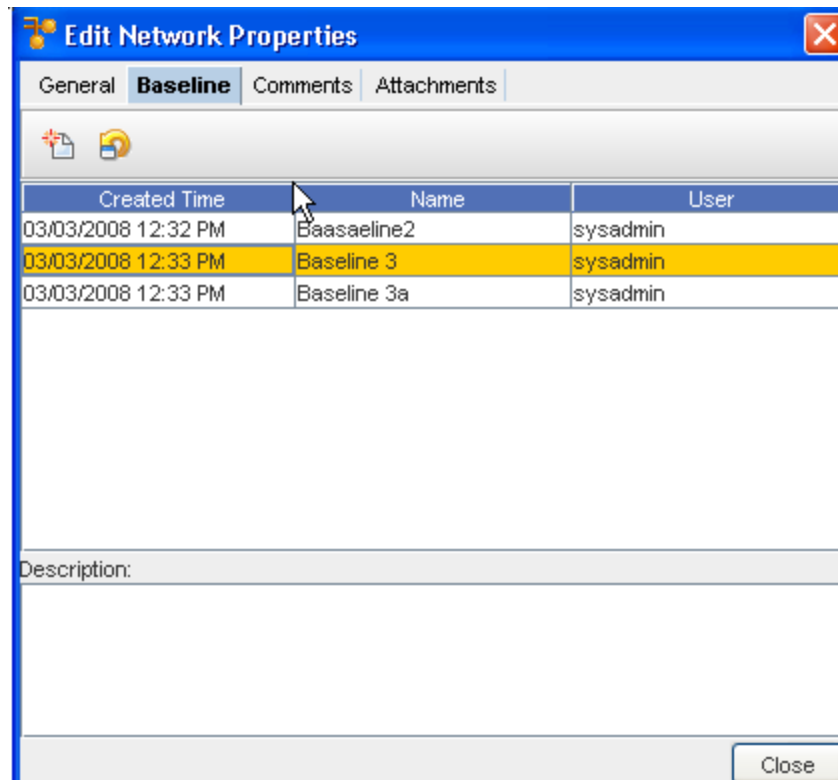 Edit Network Properties
General Baseline Comments Attachments
Created Time Name User
03/03/2008 12:32 PM Baasaeline2 sysadmin
03/03/2008 12:33 PM Baseline 3 sysadmin
03/03/2008 12:33 PM Baseline 3a sysadmin
Description:
Close